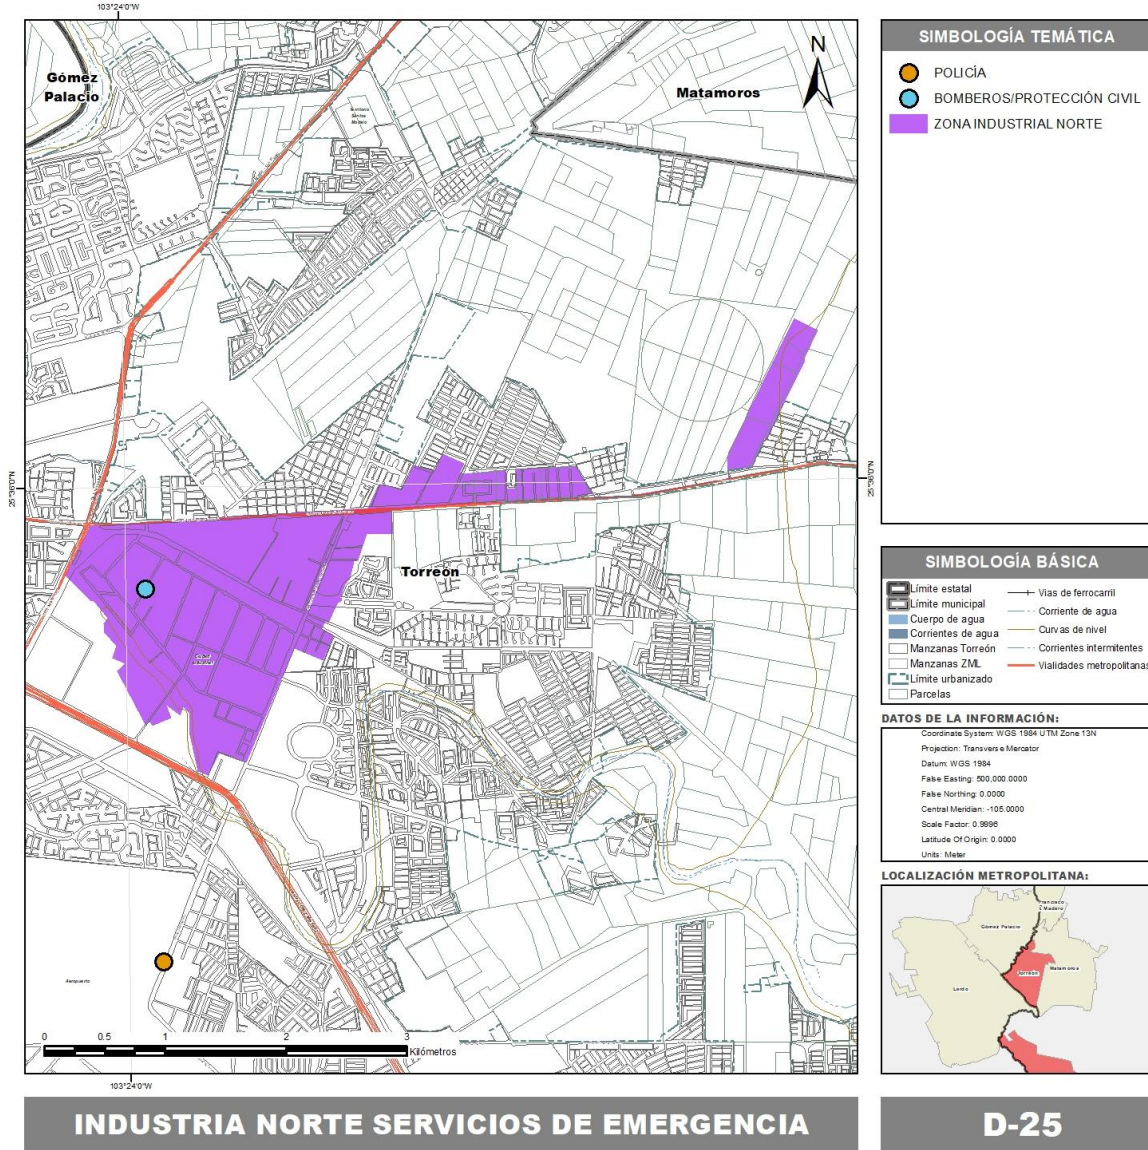 103°24'0"W
Gómez
Palacio
N
Matamoros
25°36'0"N
25°36'0"N
Torreón
Aeropuerto
0
0.5
1
2
3
Kilómetros
103°24'0"W
SIMBOLOGÍA TEMÁTICA
POLICÍA
BOMBEROS/PROTECCIÓN CIVIL
ZONA INDUSTRIAL NORTE
SIMBOLOGÍA BÁSICA
Límite estatal
Límite municipal
Cuerpo de agua
Corrientes de agua
Manzanas Torreón
Manzanas ZML
Límite urbanizado
Parcelas
Vias de ferrocarril
Corriente de agua
Curvas de nivel
Corrientes intermitentes
Vialidades metropolitanas
DATOS DE LA INFORMACIÓN:
Coordinate System: WGS 1984 UTM Zone 13N
Projection: Transverse Mercator
Datum: WGS 1984
False Easting: 500,000.0000
False Northing: 0.0000
Central Meridian: -105.0000
Scale Factor: 0.9996
Latitude Of Origin: 0.0000
Units: Meter
LOCALIZACIÓN METROPOLITANA:
Francisco
I. Madero
Gómez Palacio
Torreón
Matamoros
Lerdo
INDUSTRIA NORTE SERVICIOS DE EMERGENCIA
D-25